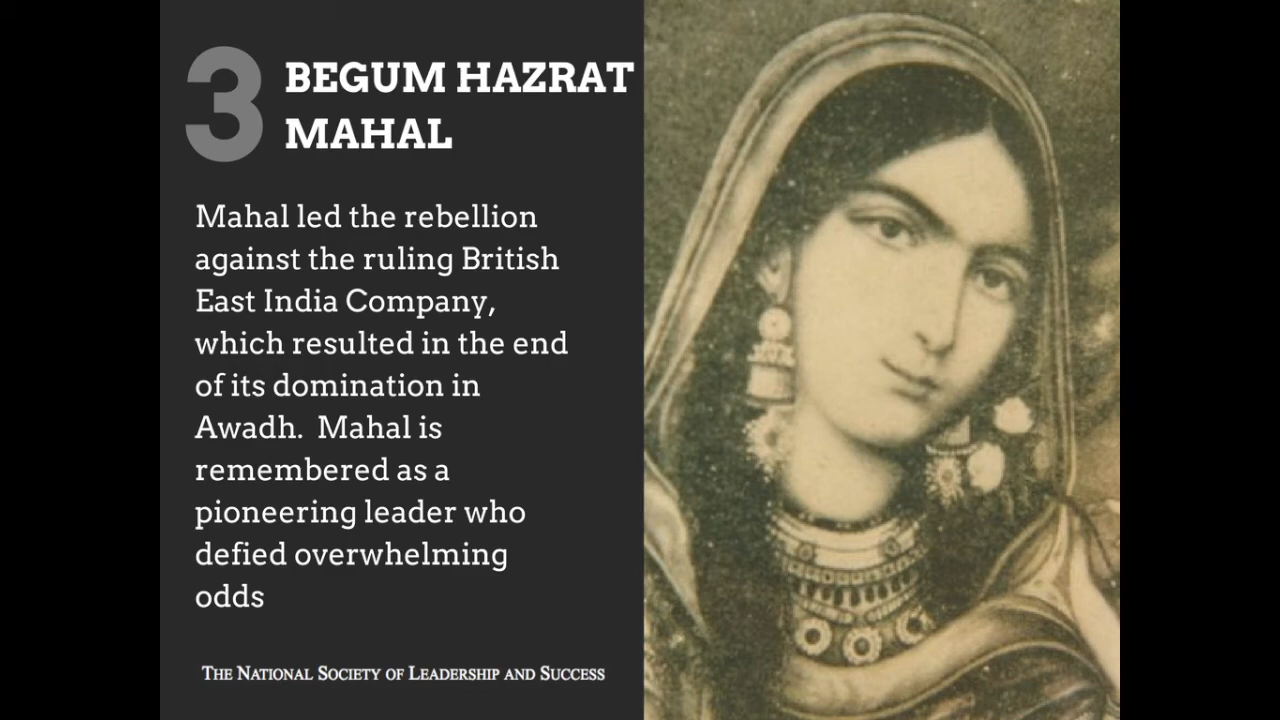 3
BEGUM HAZRAT
MAHAL
Mahal led the rebellion
against the ruling British
East India Company,
which resulted in the end
of its domination in
Awadh.  Mahal is
remembered as a
pioneering leader who
defied overwhelming
odds
THE NATIONAL SOCIETY OF LEADERSHIP AND SUCCESS